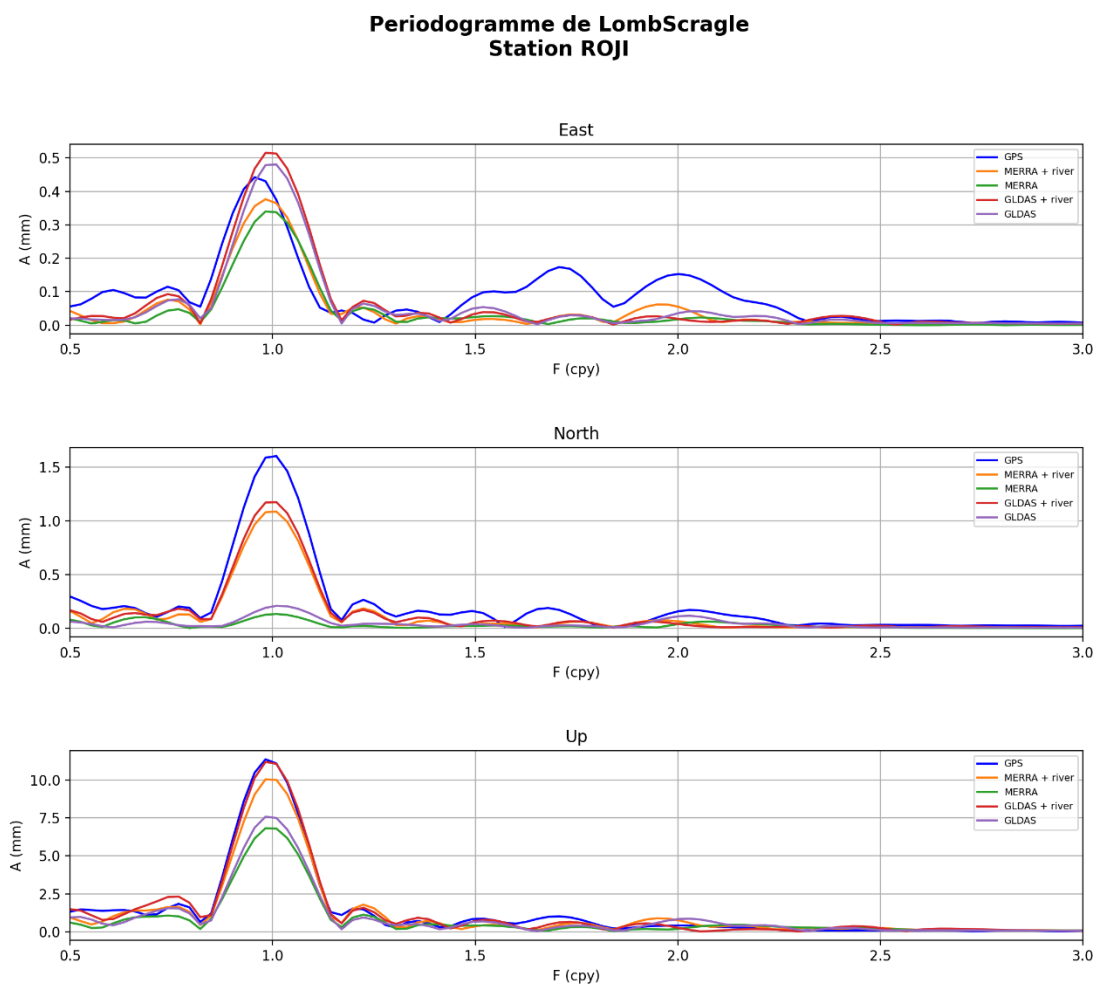 Periodogramme de LombScragle
Station ROJI
East
0.5
0.4
0.3
0.2
0.1
0.0
A (mm)
GPS
MERRA + river
MERRA
GLDAS + river
GLDAS
0.5 1.0 1.5 2.0 2.5 3.0
F (cpy)
North
1.5
1.0
0.5
0.0
A (mm)
GPS
MERRA + river
MERRA
GLDAS + river
GLDAS
0.5 1.0 1.5 2.0 2.5 3.0
F (cpy)
Up
10.0
7.5
5.0
2.5
0.0
A (mm)
GPS
MERRA + river
MERRA
GLDAS + river
GLDAS
0.5 1.0 1.5 2.0 2.5 3.0
F (cpy)